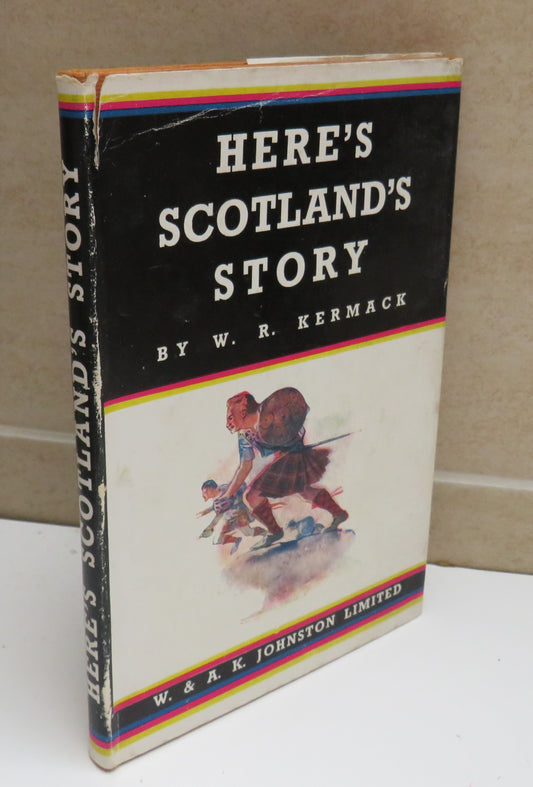 HERE'S
SCOTLAND'S
STORY
BY W. R. KERMACK
W. & A. K. JOHNSTON LIMITED
HERE'S SCOTLAND'S STORY